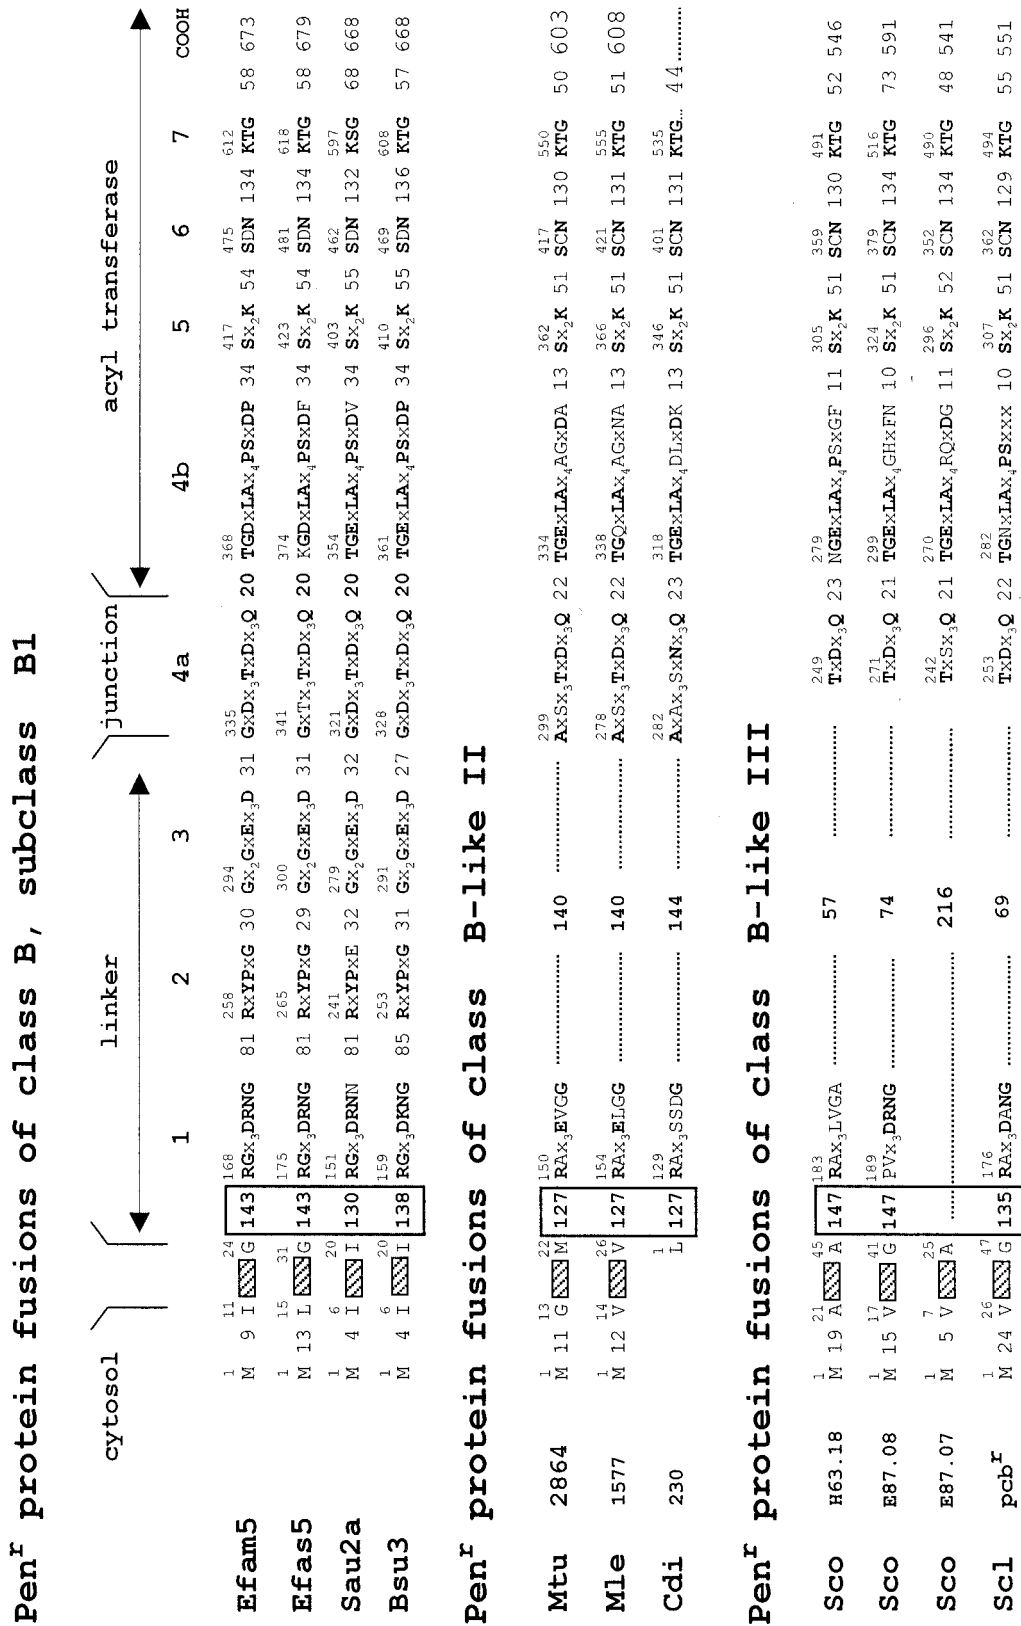 Penʳ protein fusions of class B, subclass B1
cytosol linker junction acyl transferase
1 2 3 4a 4b 5 6 7 COOH
1 11 24 168 258 294 335 368 417 475 612
Efam5 M 9 I G 143 RGx₃DRNG 81 RxYPxG 30 Gx₂GxEx₃D 31 GxDx₃TxDx₃Q 20 TGDxLAx₄PSxDP 34 Sx₂K 54 SDN 134 KTG 58 673
1 15 31 175 265 300 341 374 423 481 618
Efas5 M 13 L G 143 RGx₃DRNG 81 RxYPxG 29 Gx₂GxEx₃D 31 GxTx₃TxDx₃Q 20 KGDxLAx₄PSxDF 34 Sx₂K 54 SDN 134 KTG 58 679
1 6 20 151 241 279 321 354 403 462 597
Sau2a M 4 I I 130 RGx₃DRNN 81 RxYPxE 32 Gx₂GxEx₃D 32 GxDx₃TxDx₃Q 20 TGExLAx₄PSxDV 34 Sx₂K 55 SDN 132 KSG 68 668
1 6 20 159 253 291 328 361 410 469 608
Bsu3 M 4 I I 138 RGx₃DKNG 85 RxYPxG 31 Gx₂GxEx₃D 27 GxDx₃TxDx₃Q 20 TGExLAx₄PSxDP 34 Sx₂K 55 SDN 136 KTG 57 668
Penʳ protein fusions of class B-like II
1 13 22 150 299 334 362 417 550
Mtu 2864 M 11 G M 127 RAx₃EVGG .......... 140 .......... AxSx₃TxDx₃Q 22 TGExLAx₄AGxDA 13 Sx₂K 51 SCN 130 KTG 50 603
1 14 26 154 278 338 366 421 555
Mle 1577 M 12 V V 127 RAx₃ELGG .......... 140 .......... AxSx₃TxDx₃Q 22 TGQxLAx₄AGxNA 13 Sx₂K 51 SCN 131 KTG 51 608
1 129 282 318 346 401 535
Cdi 230 L 127 RAx₃SSDG .......... 144 .......... AxAx₃SxNx₃Q 23 TGExLAx₄DLxDK 13 Sx₂K 51 SCN 131 KTG... 44..........
Penʳ protein fusions of class B-like III
1 21 45 183 249 279 305 359 491
Sco H63.18 M 19 A A 147 RAx₃LVGA .......... 57 .......... TxDx₃Q 23 NGExLAx₄PSxGF 11 Sx₂K 51 SCN 130 KTG 52 546
1 17 41 189 271 299 324 379 516
Sco E87.08 M 15 V G 147 PVx₃DRNG .......... 74 .......... TxDx₃Q 21 TGExLAx₄GHxFN 10 Sx₂K 51 SCN 134 KTG 73 591
1 7 25 242 270 296 352 490
Sco E87.07 M 5 V A .......... 216 .......... TxSx₃Q 21 TGExLAx₄RQxDG 11 Sx₂K 52 SCN 134 KTG 48 541
1 26 47 176 253 282 307 362 494
Scl pcbʳ M 24 V G 135 RAx₃DANG .......... 69 .......... TxDx₃Q 22 TGNxLAx₄PSxxx 10 Sx₂K 51 SCN 129 KTG 55 551